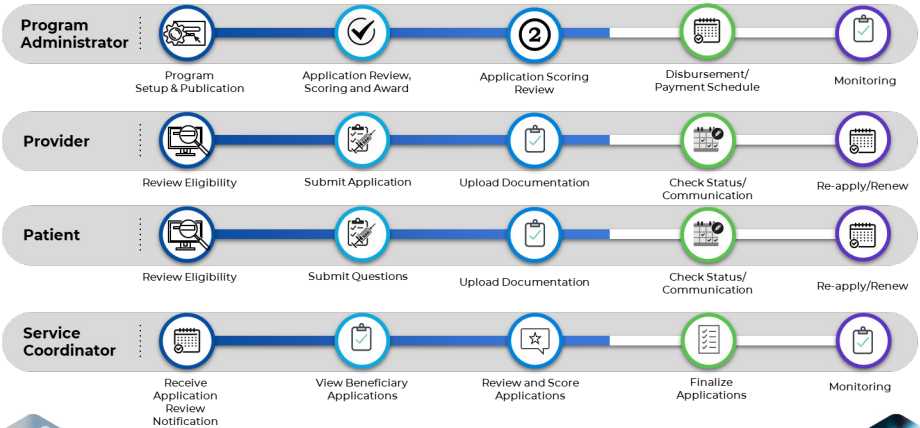 Program
Administrator
2
Program
Setup & Publication
Application Review,
Scoring and Award
Application Scoring
Review
Disbursement/
Payment Schedule
Monitoring
Provider
Review Eligibility
Submit Application
Upload Documentation
Check Status/
Communication
Re-apply/Renew
Patient
Review Eligibility
Submit Questions
Upload Documentation
Check Status/
Communication
Re-apply/Renew
Service
Coordinator
Receive
Application
Review
Notification
View Beneficiary
Applications
Review and Score
Applications
Finalize
Applications
Monitoring